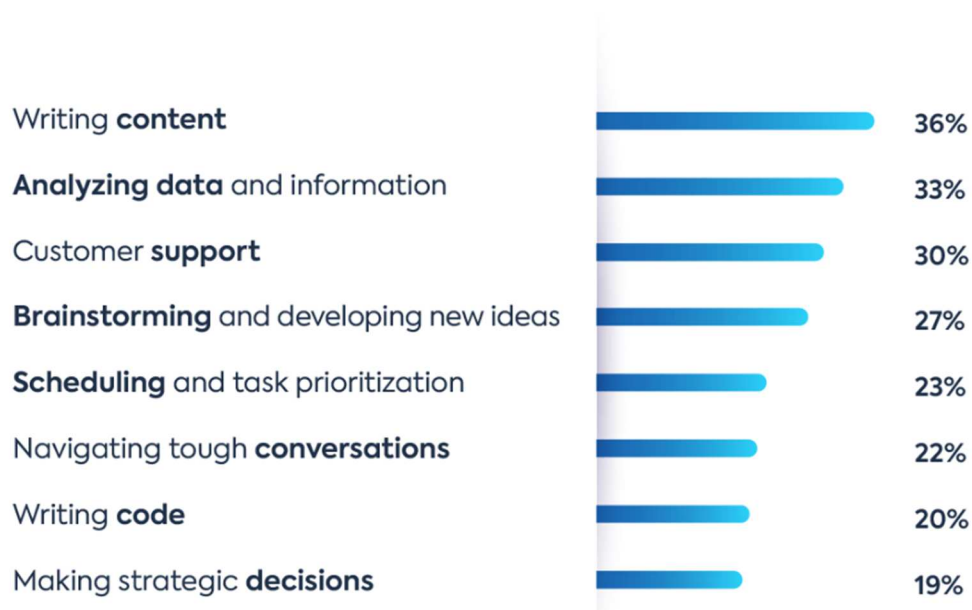 Writing content 36%
Analyzing data and information 33%
Customer support 30%
Brainstorming and developing new ideas 27%
Scheduling and task prioritization 23%
Navigating tough conversations 22%
Writing code 20%
Making strategic decisions 19%